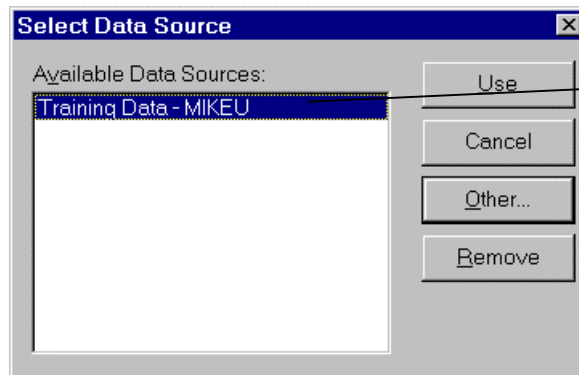 Select Data Source
Available Data Sources:
Training Data - MIKEU
Use
Cancel
Other...
Remove